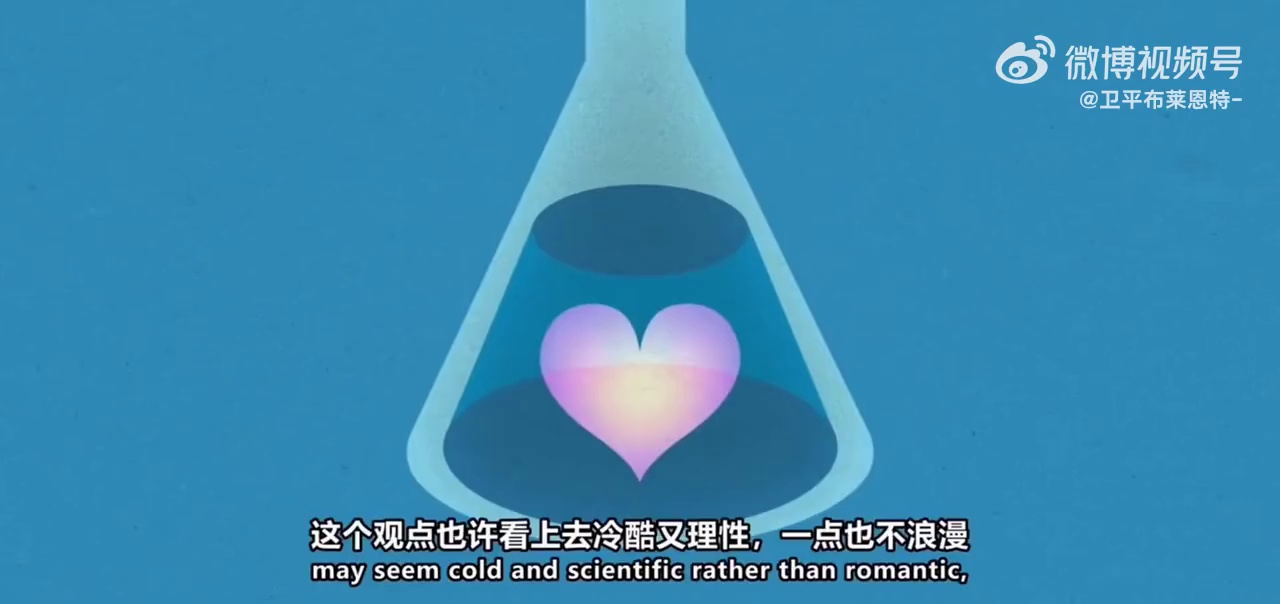 微博视频号
@卫平布莱恩特-
这个观点也许看上去冷酷又理性，一点也不浪漫
may seem cold and scientific rather than romantic,